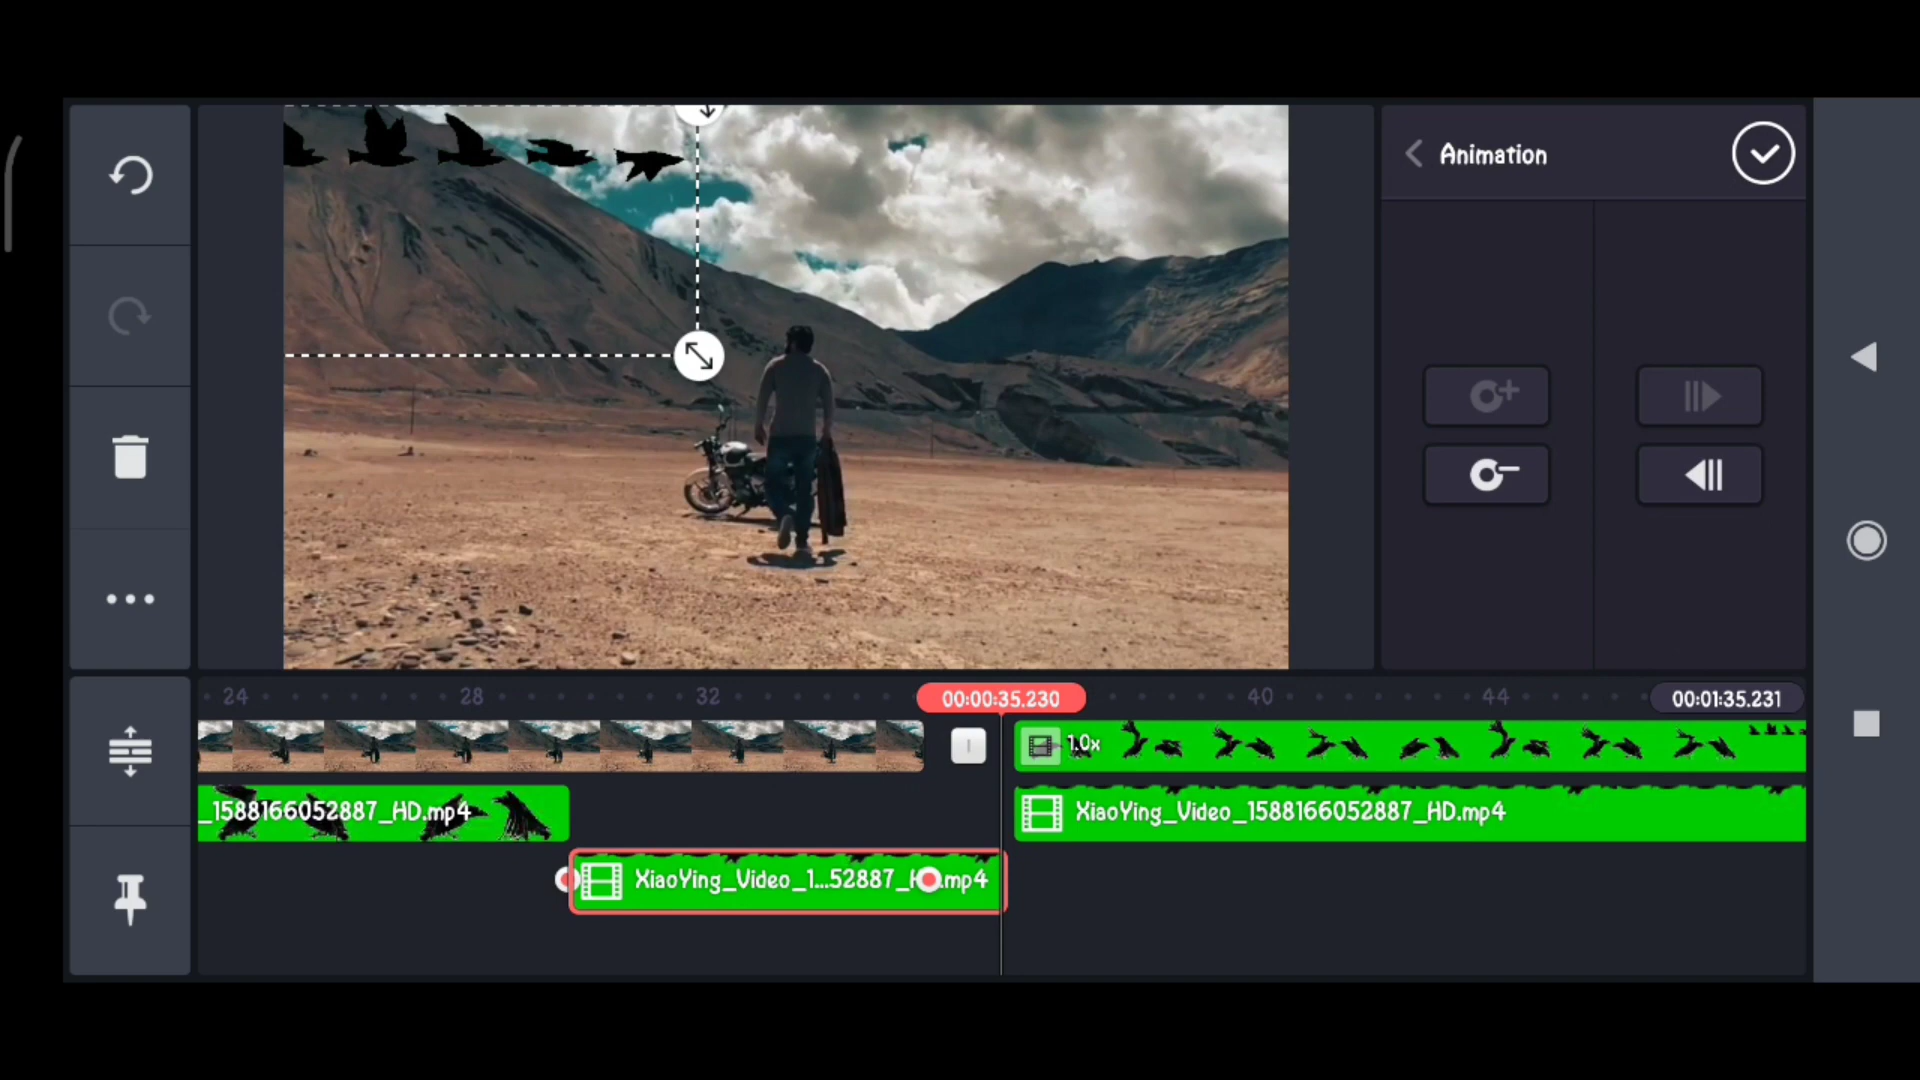 Animation
24
28
32
00:00:35.230
40
44
00:01:35.231
1.0x
_1588166052887_HD.mp4
XiaoYing_Video_1588166052887_HD.mp4
XiaoYing_Video_1...52887_H .mp4